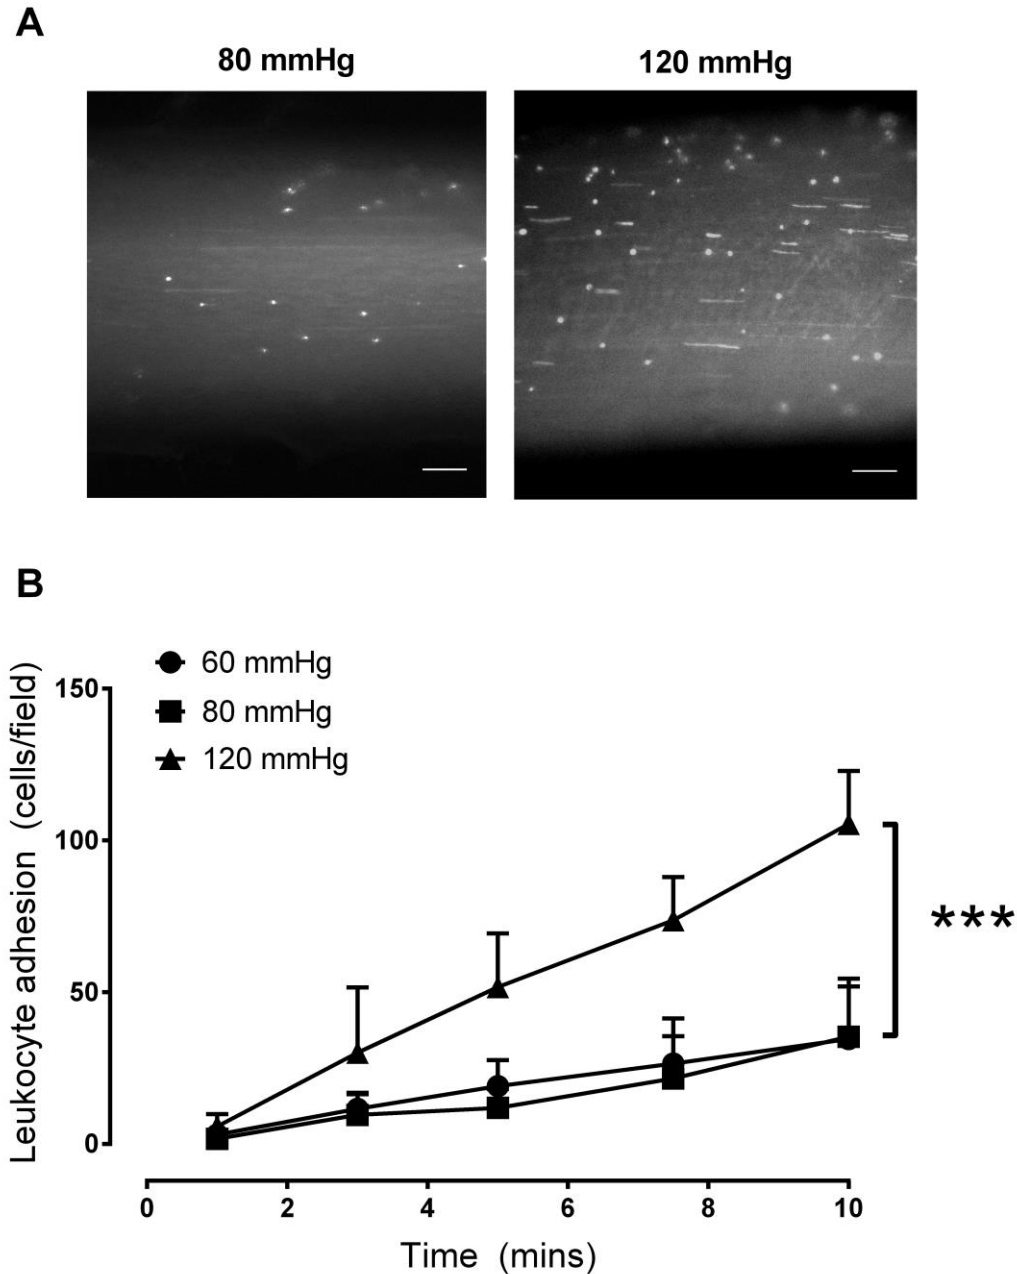 A
80 mmHg
120 mmHg
B
60 mmHg
80 mmHg
120 mmHg
Leukocyte adhesion (cells/field)
150
100
50
0
***
0 2 4 6 8 10
Time (mins)